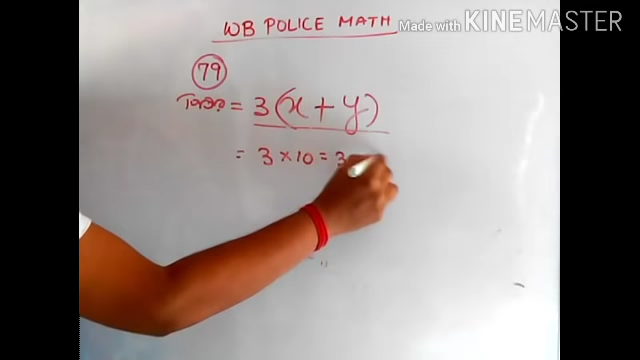 WB POLICE MATH
Made with KINEMASTER
79
= 3(x + y)
= 3 × 10 = 3